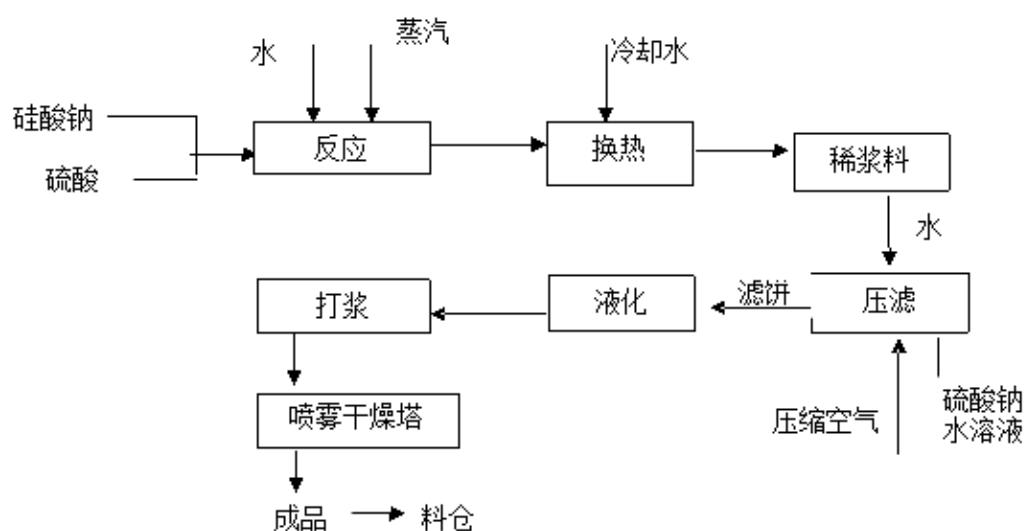 水
蒸汽
冷却水
硅酸钠
反应
换热
稀浆料
硫酸
水
打浆
液化
滤饼
压滤
喷雾干燥塔
压缩空气
硫酸钠
水溶液
成品
料仓